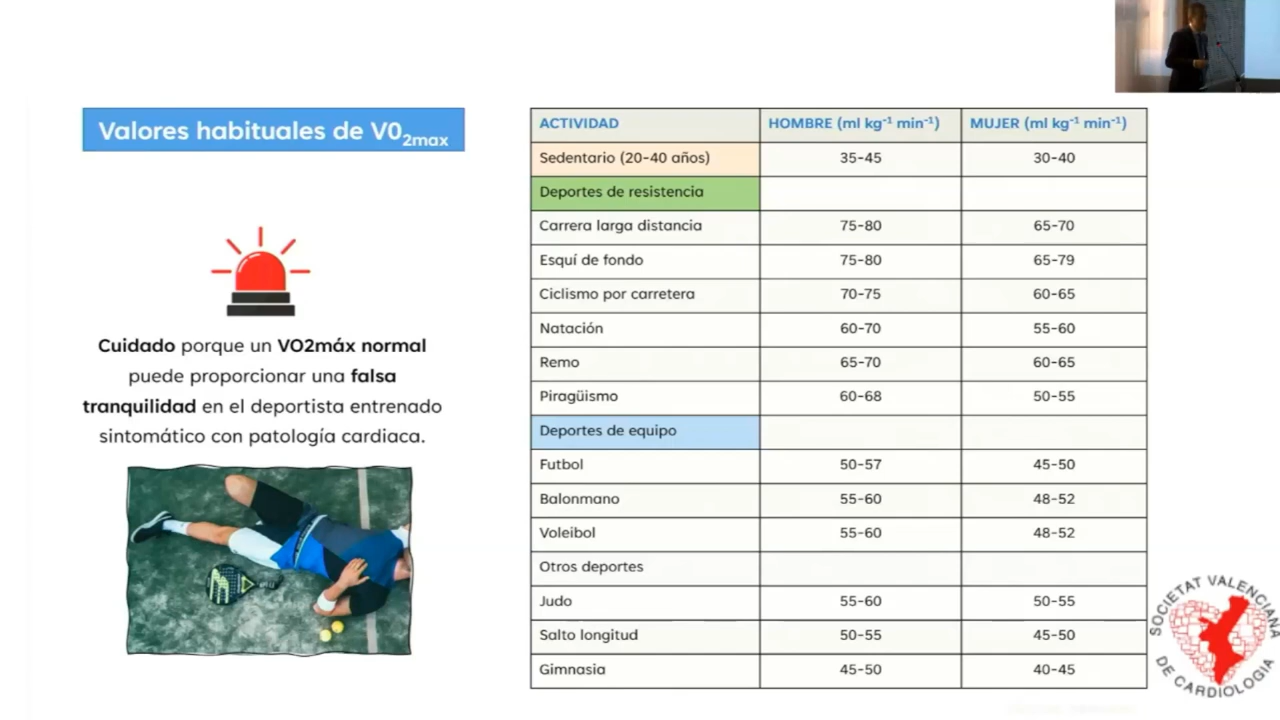 Valores habituales de V0₂max
Cuidado porque un VO2máx normal
puede proporcionar una falsa
tranquilidad en el deportista entrenado
sintomático con patología cardiaca.
ACTIVIDAD HOMBRE (ml kg⁻¹ min⁻¹) MUJER (ml kg⁻¹ min⁻¹)
Sedentario (20-40 años) 35-45 30-40
Deportes de resistencia
Carrera larga distancia 75-80 65-70
Esquí de fondo 75-80 65-79
Ciclismo por carretera 70-75 60-65
Natación 60-70 55-60
Remo 65-70 60-65
Piragüismo 60-68 50-55
Deportes de equipo
Futbol 50-57 45-50
Balonmano 55-60 48-52
Voleibol 55-60 48-52
Otros deportes
Judo 55-60 50-55
Salto longitud 50-55 45-50
Gimnasia 45-50 40-45
SOCIETAT VALENCIANA
DE CARDIOLOGIA